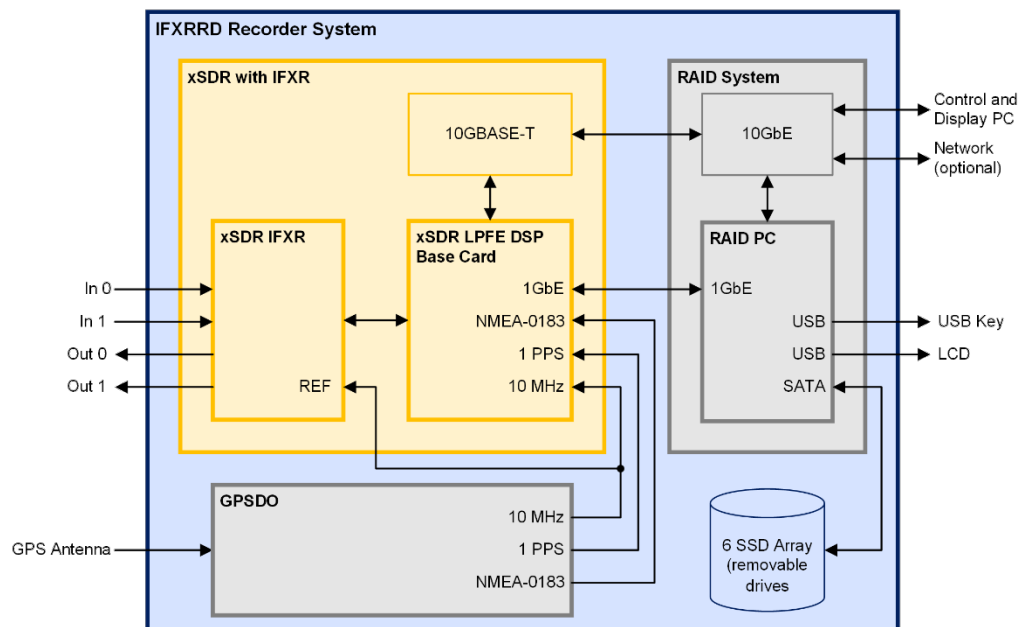 IFXRRD Recorder System
xSDR with IFXR
RAID System
10GBASE-T
10GbE
Control and
Display PC
Network
(optional)
xSDR IFXR
xSDR LPFE DSP
Base Card
RAID PC
In 0
In 1
Out 0
Out 1
REF
1GbE
NMEA-0183
1 PPS
10 MHz
1GbE
USB
USB
SATA
USB Key
LCD
GPSDO
10 MHz
1 PPS
NMEA-0183
GPS Antenna
6 SSD Array
(removable
drives